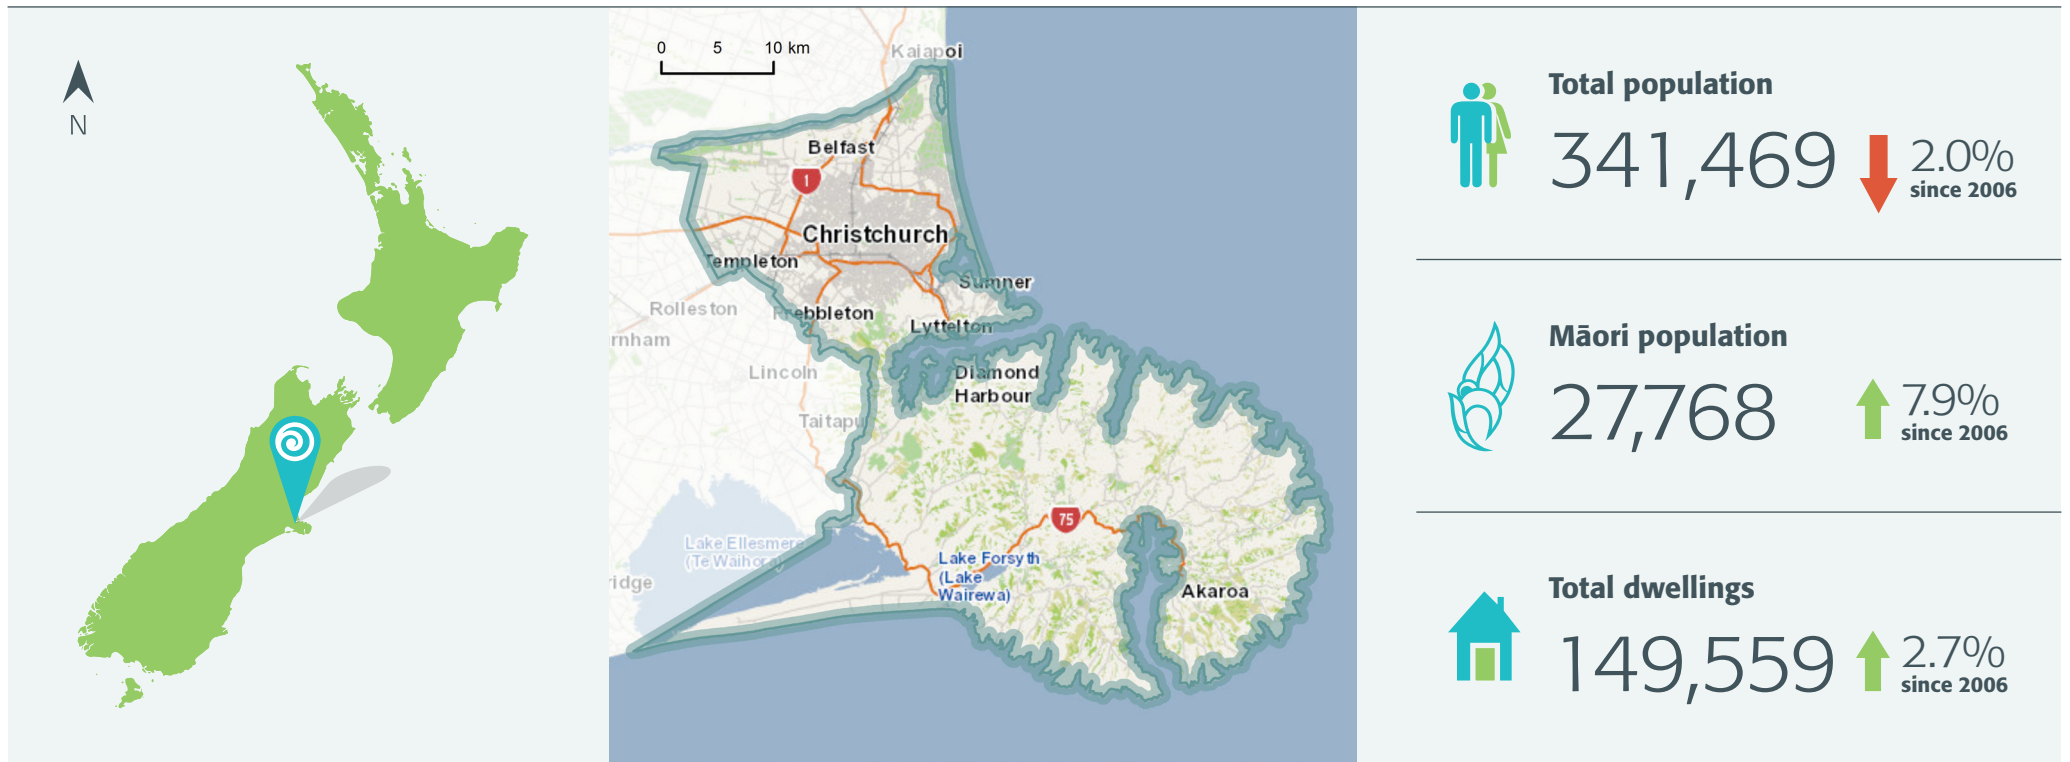 N
0 5 10 km
Kaiapoi
Belfast
1
Christchurch
Templeton
Sumner
Rolleston
Prebbleton
Lyttelton
rnham
Lincoln
Diamond
Harbour
Taitapu
75
Lake Ellesmere
(Te Waihora)
Lake Forsyth
(Lake
Wairewa)
ridge
Akaroa
Total population
341,469
2.0%
since 2006
Māori population
27,768
7.9%
since 2006
Total dwellings
149,559
2.7%
since 2006